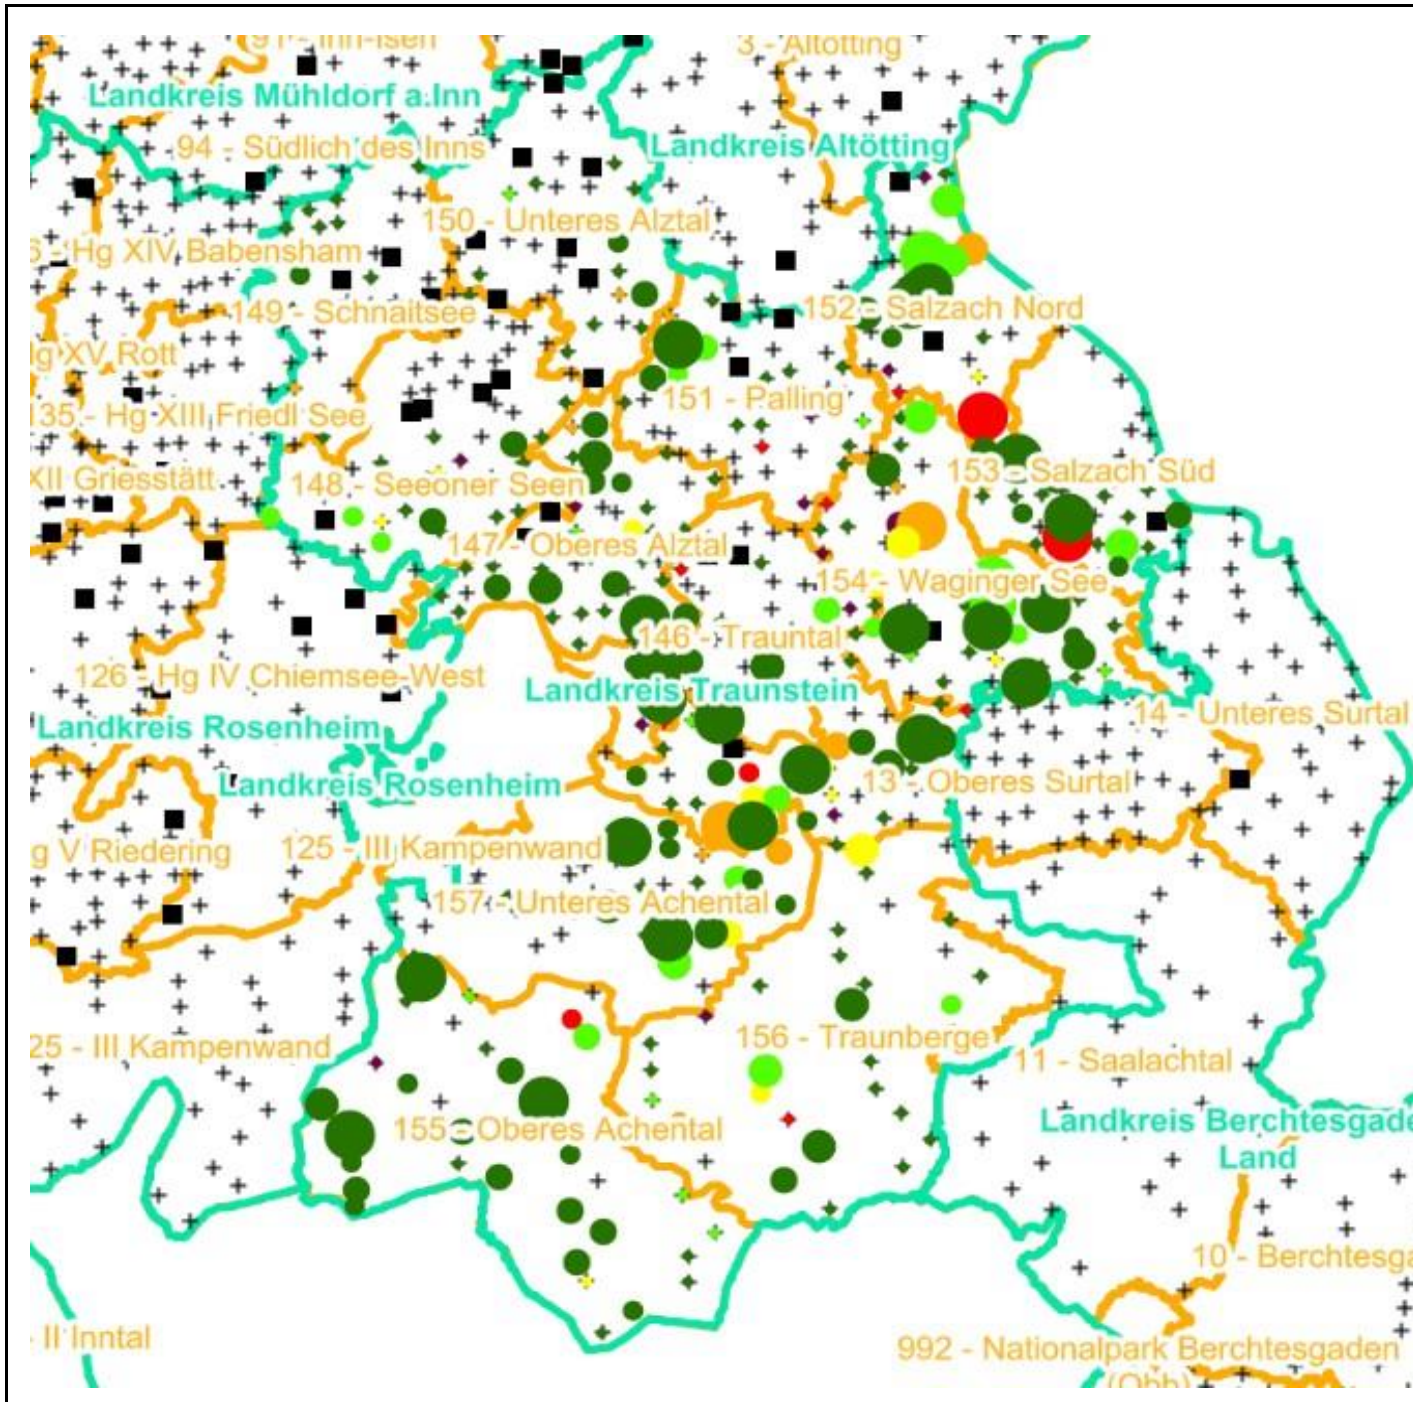 91 - Inn-Isen
3 - Altötting
Landkreis Mühldorf a.Inn
94 - Südlich des Inns
Landkreis Altötting
150 - Unteres Alztal
Hg XIV Babensham
149 - Schnaitsee
152 - Salzach Nord
XV Rott
151 - Palling
135 - Hg XIII Friedl See
153 - Salzach Süd
XII Griesstätt
148 - Seeoner Seen
147 - Oberes Alztal
154 - Waginger See
146 - Trauntal
126 - Hg IV Chiemsee-West
Landkreis Traunstein
14 - Unteres Surtal
Landkreis Rosenheim
Landkreis Rosenheim
13 - Oberes Surtal
g V Riedering
125 - III Kampenwand
157 - Unteres Achental
25 - III Kampenwand
156 - Traunberge
11 - Saalachtal
155 - Oberes Achental
Landkreis Berchtesgade
Land
10 - Berchtesga
- II Inntal
992 - Nationalpark Berchtesgaden
(Obb)